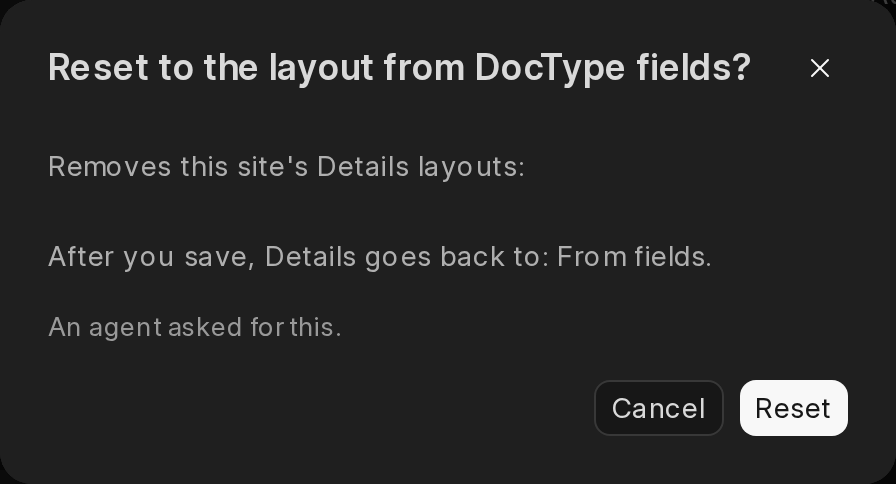 Reset to the layout from DocType fields?
Removes this site's Details layouts:
After you save, Details goes back to: From fields.
An agent asked for this.
Cancel
Reset